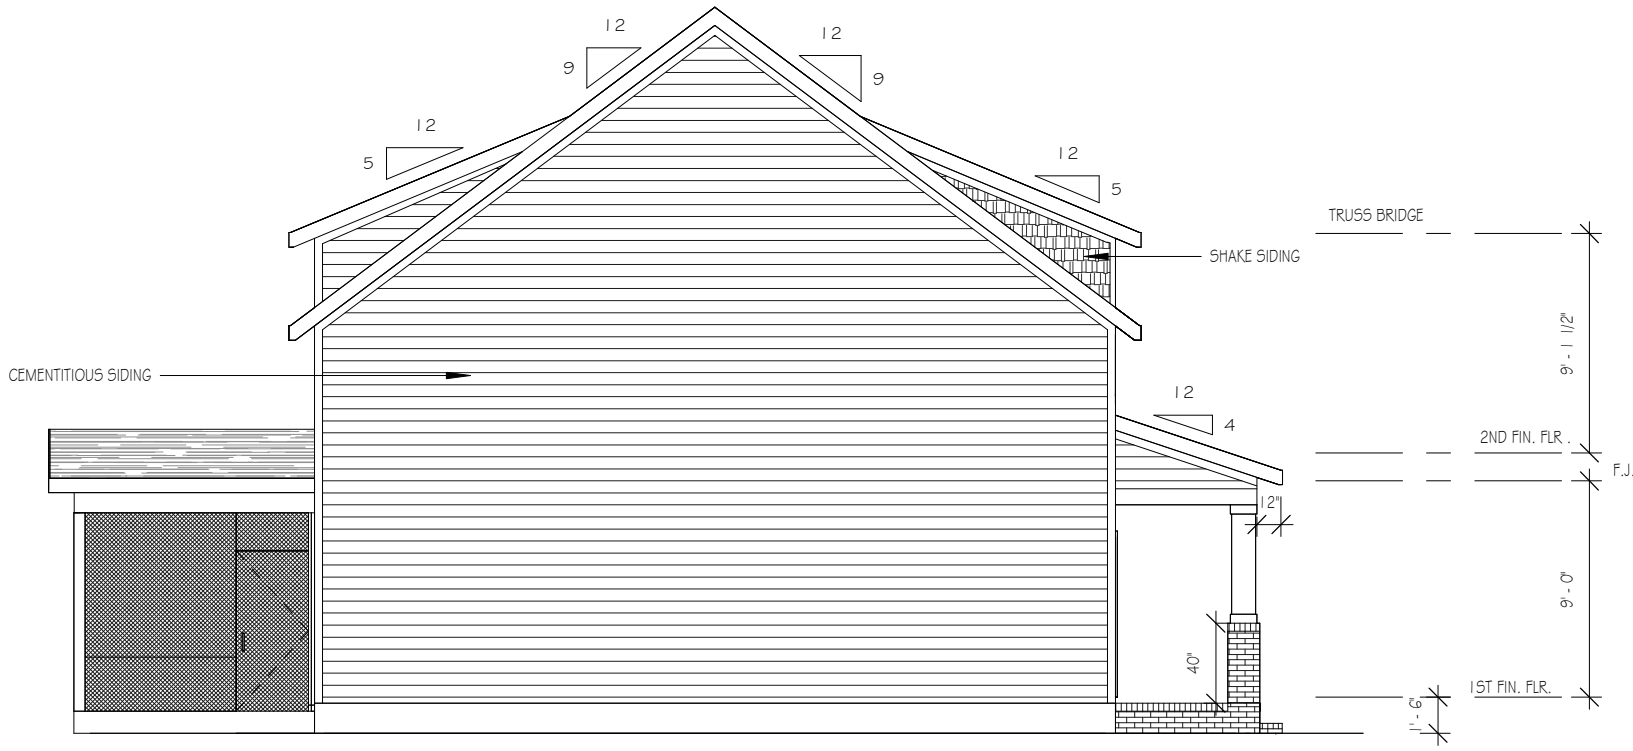 12
9
12
9
12
5
12
5
TRUSS BRIDGE
SHAKE SIDING
9' - 1 1/2"
CEMENTITIOUS SIDING
12
4
2ND FIN. FLR .
F.J.
12"
9' - 0"
40"
1ST FIN. FLR.
1' - 6"